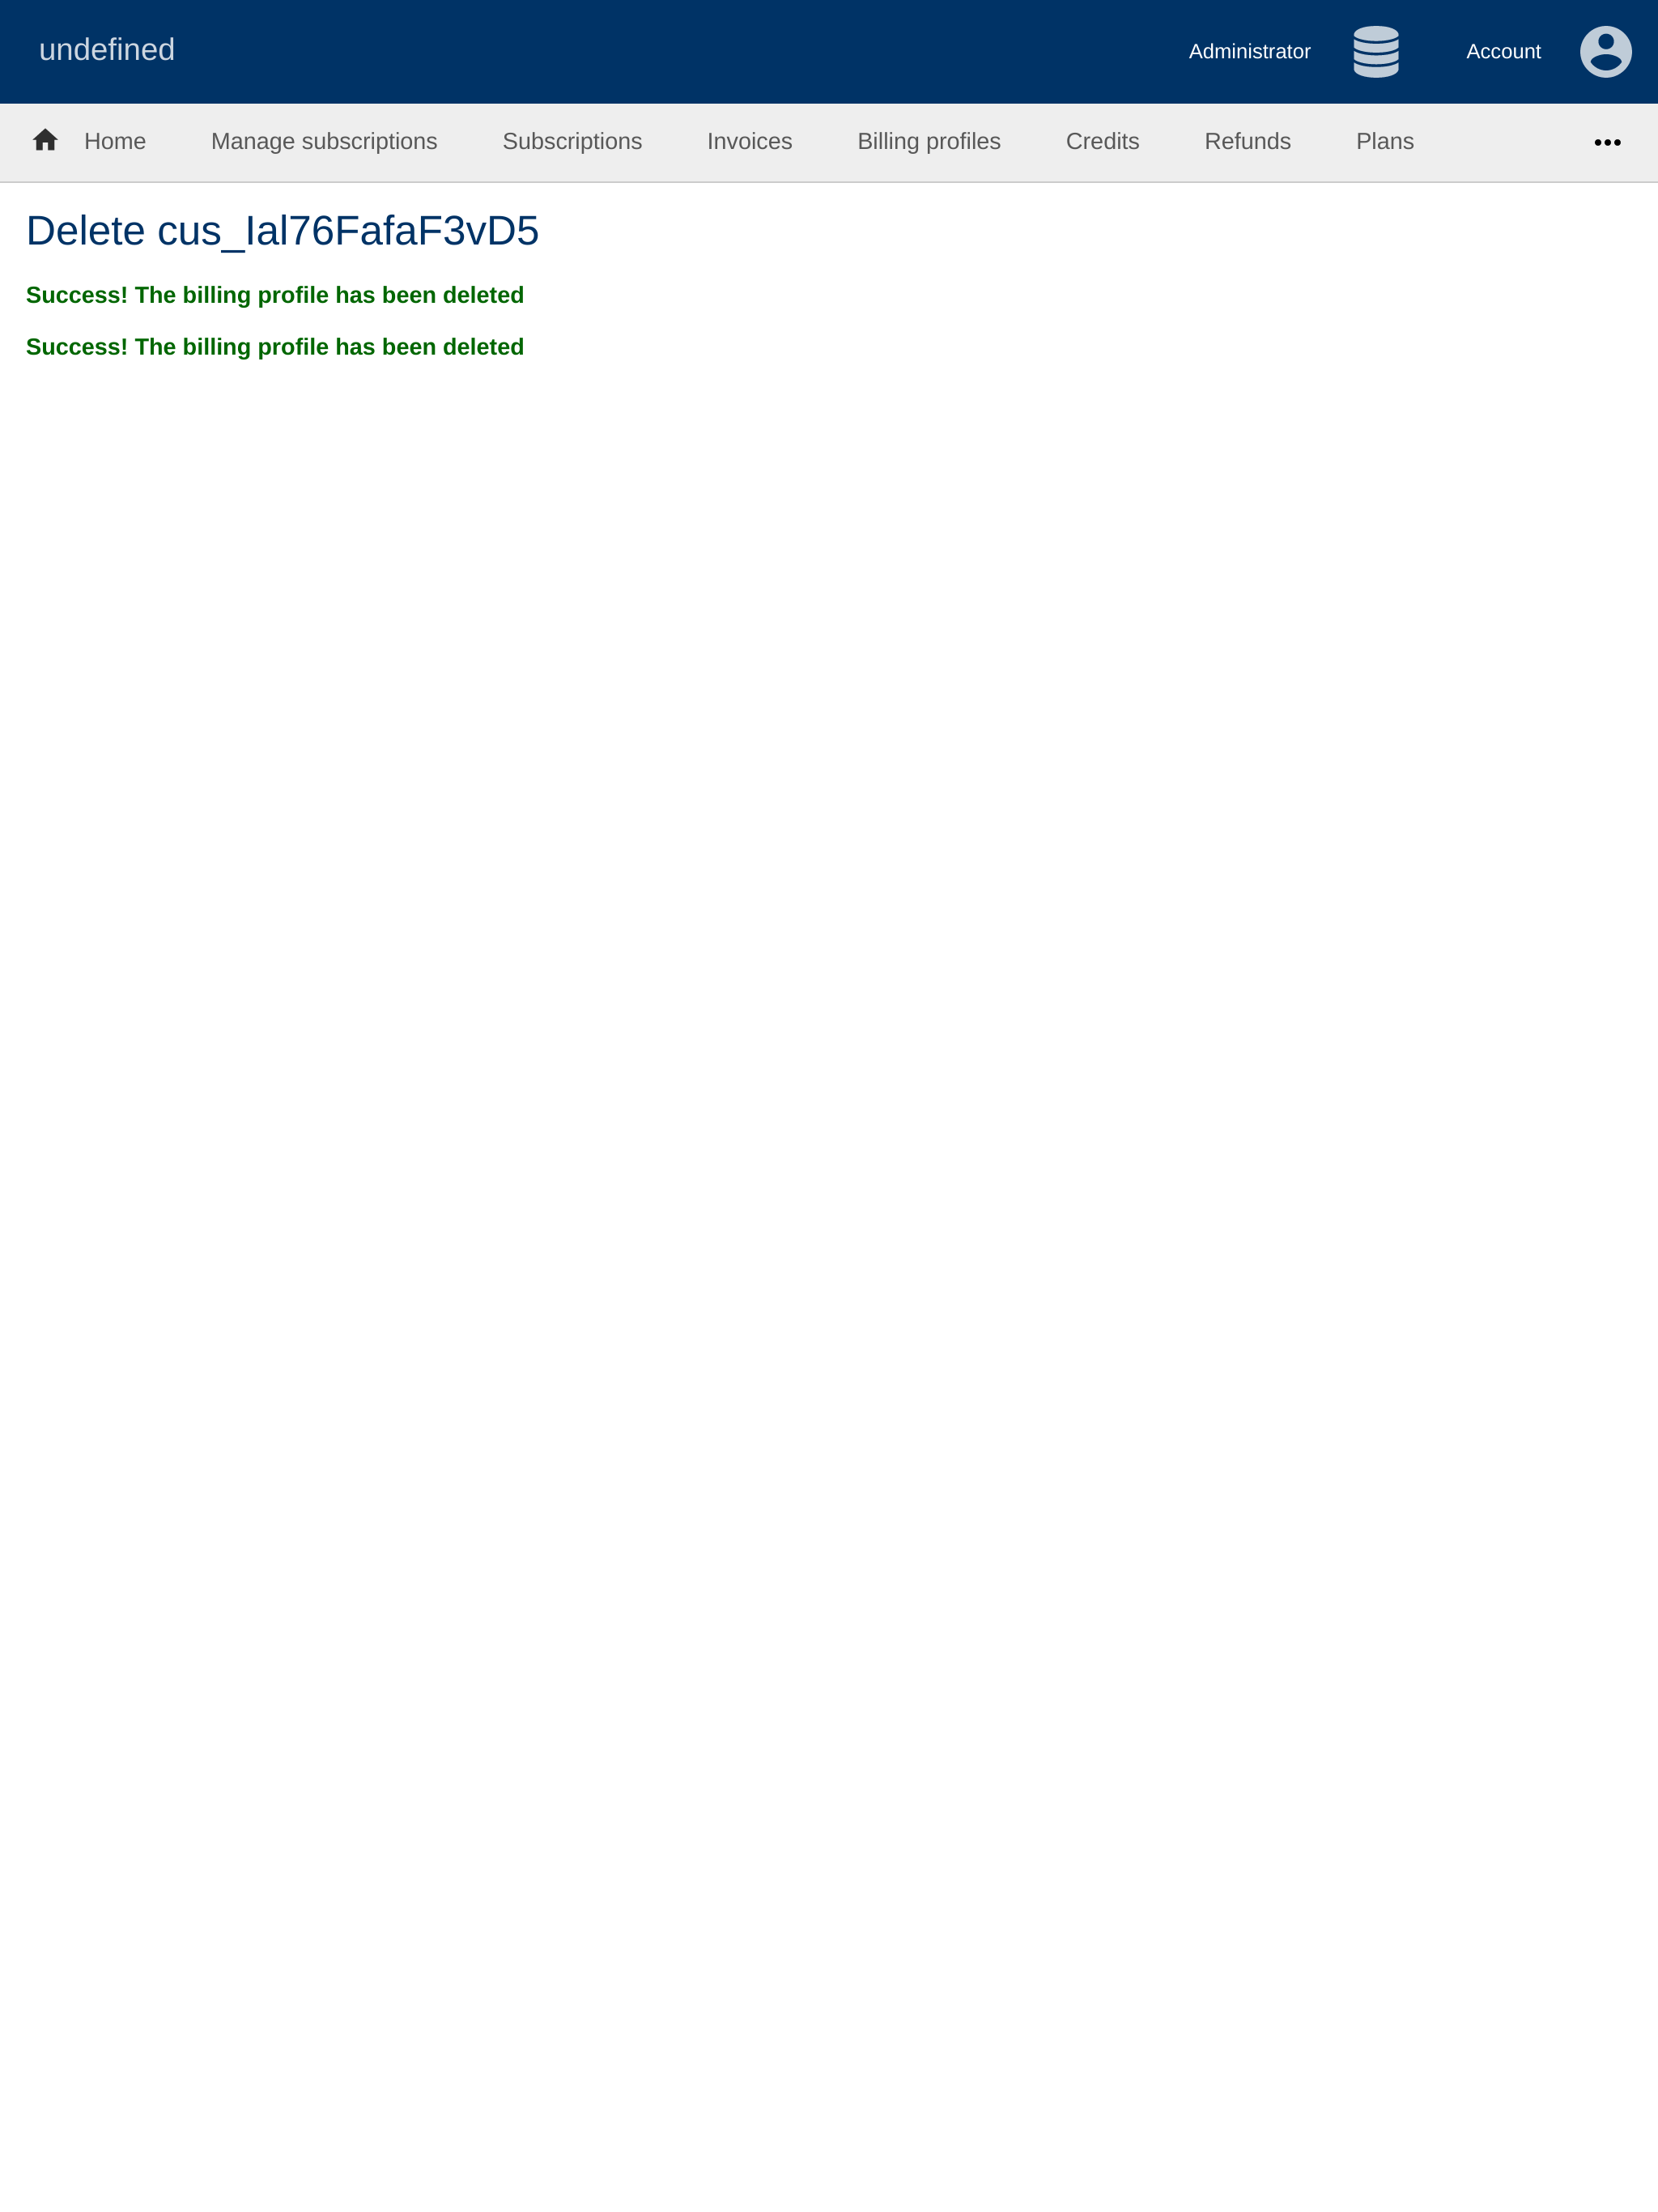 undefined Administrator Account
Home Manage subscriptions Subscriptions Invoices Billing profiles Credits Refunds Plans
Delete cus_Ial76FafaF3vD5
Success! The billing profile has been deleted
Success! The billing profile has been deleted